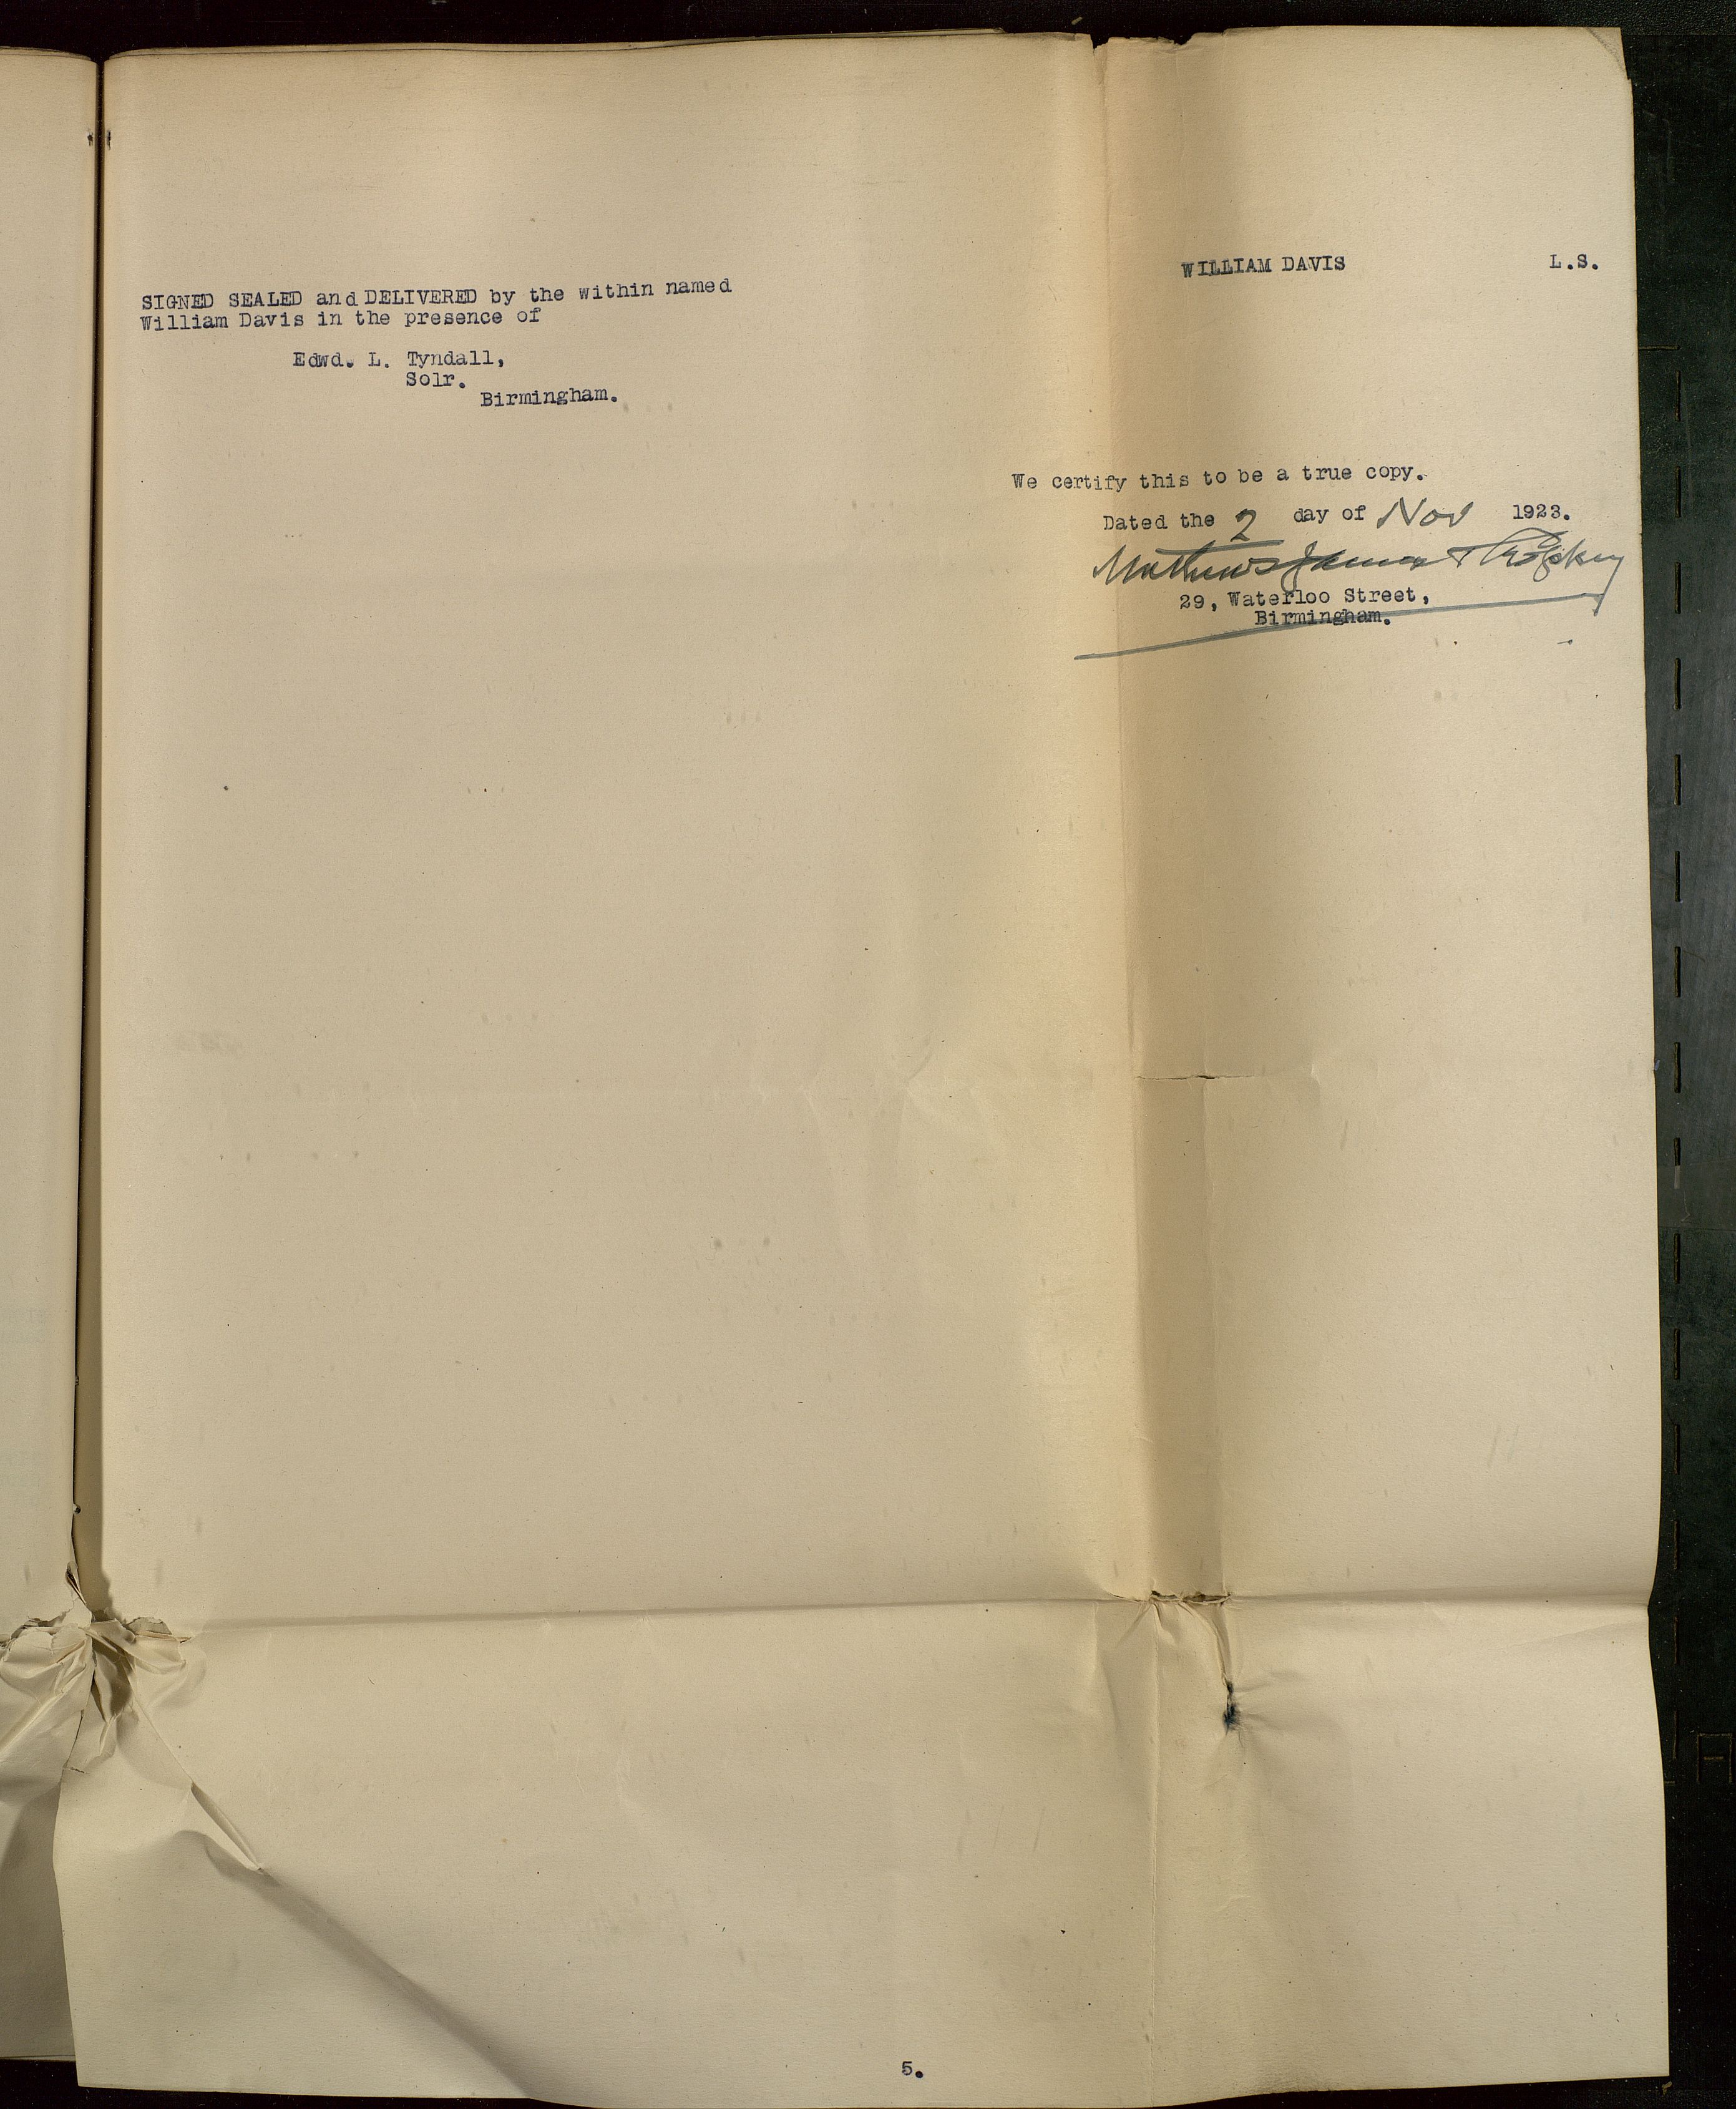 WILLIAM DAVIS L.S.
SIGNED SEALED and DELIVERED by the within named
William Davis in the presence of
Edwd. L. Tyndall,
Solr.
Birmingham.
We certify this to be a true copy.
Dated the 2 day of Nov 1923.
Mathews James &
29, Waterloo Street,
Birmingham.
5.